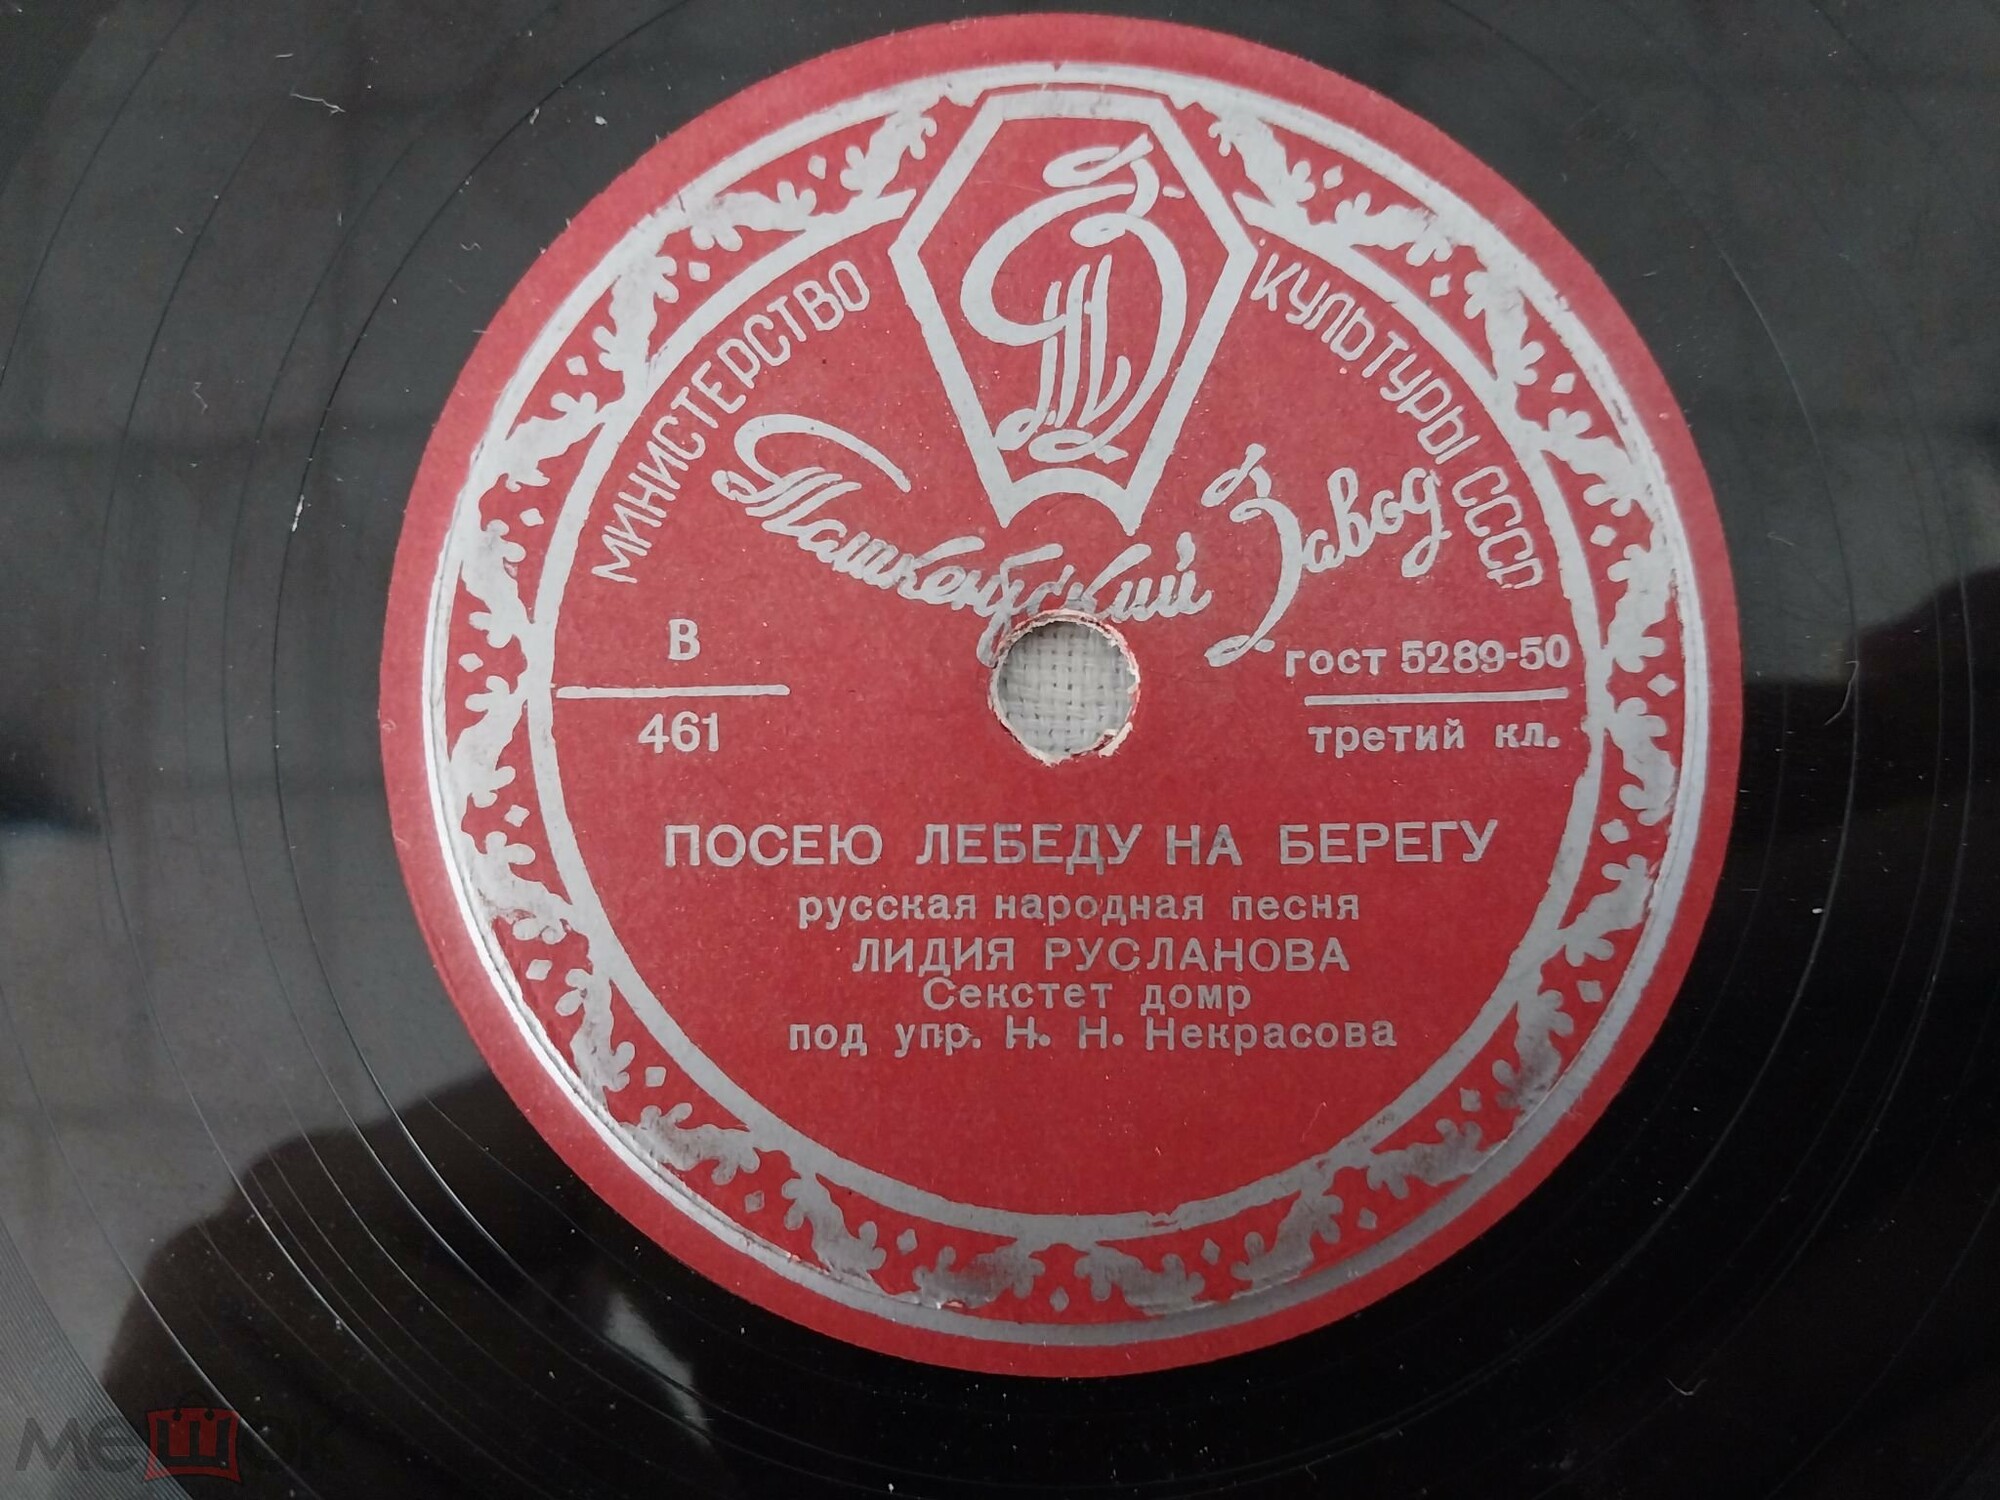 МИНИСТЕРСТВО КУЛЬТУРЫ СССР
Ташкентский Завод
В
461
ГОСТ 5289-50
третий кл.
ПОСЕЮ ЛЕБЕДУ НА БЕРЕГУ
русская народная песня
ЛИДИЯ РУСЛАНОВА
Секстет домр
под упр. Н. Н. Некрасова
мешок